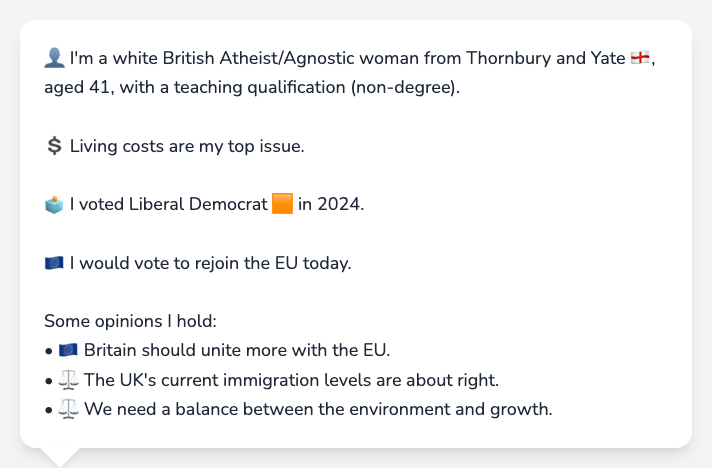 👤 I'm a white British Atheist/Agnostic woman from Thornbury and Yate 🏴󠁧󠁢󠁥󠁮󠁧󠁿,
aged 41, with a teaching qualification (non-degree).
💲 Living costs are my top issue.
🗳️ I voted Liberal Democrat 🟧 in 2024.
🇪🇺 I would vote to rejoin the EU today.
Some opinions I hold:
• 🇪🇺 Britain should unite more with the EU.
• ⚖️ The UK's current immigration levels are about right.
• ⚖️ We need a balance between the environment and growth.